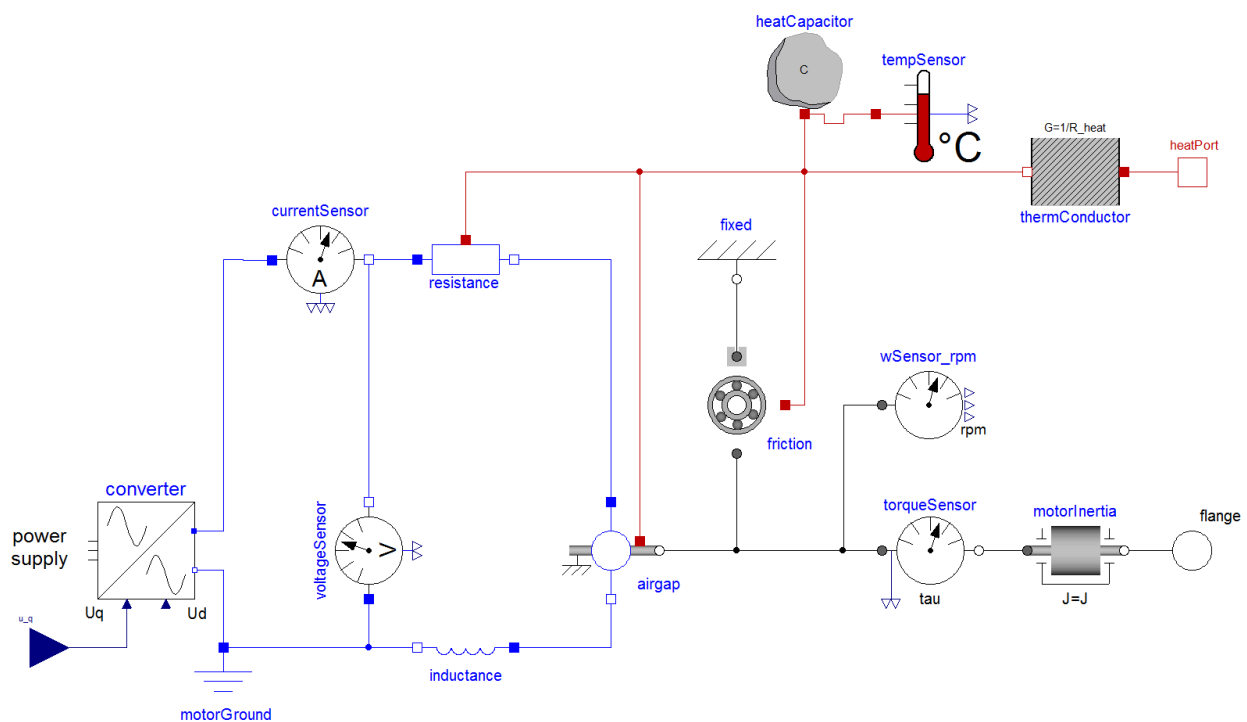 heatCapacitor
C
tempSensor
°C
G=1/R_heat
heatPort
thermConductor
currentSensor
A
resistance
fixed
wSensor_rpm
rpm
friction
converter
power
supply
Uq
Ud
u_q
voltageSensor
V
airgap
torqueSensor
tau
motorInertia
J=J
flange
inductance
motorGround